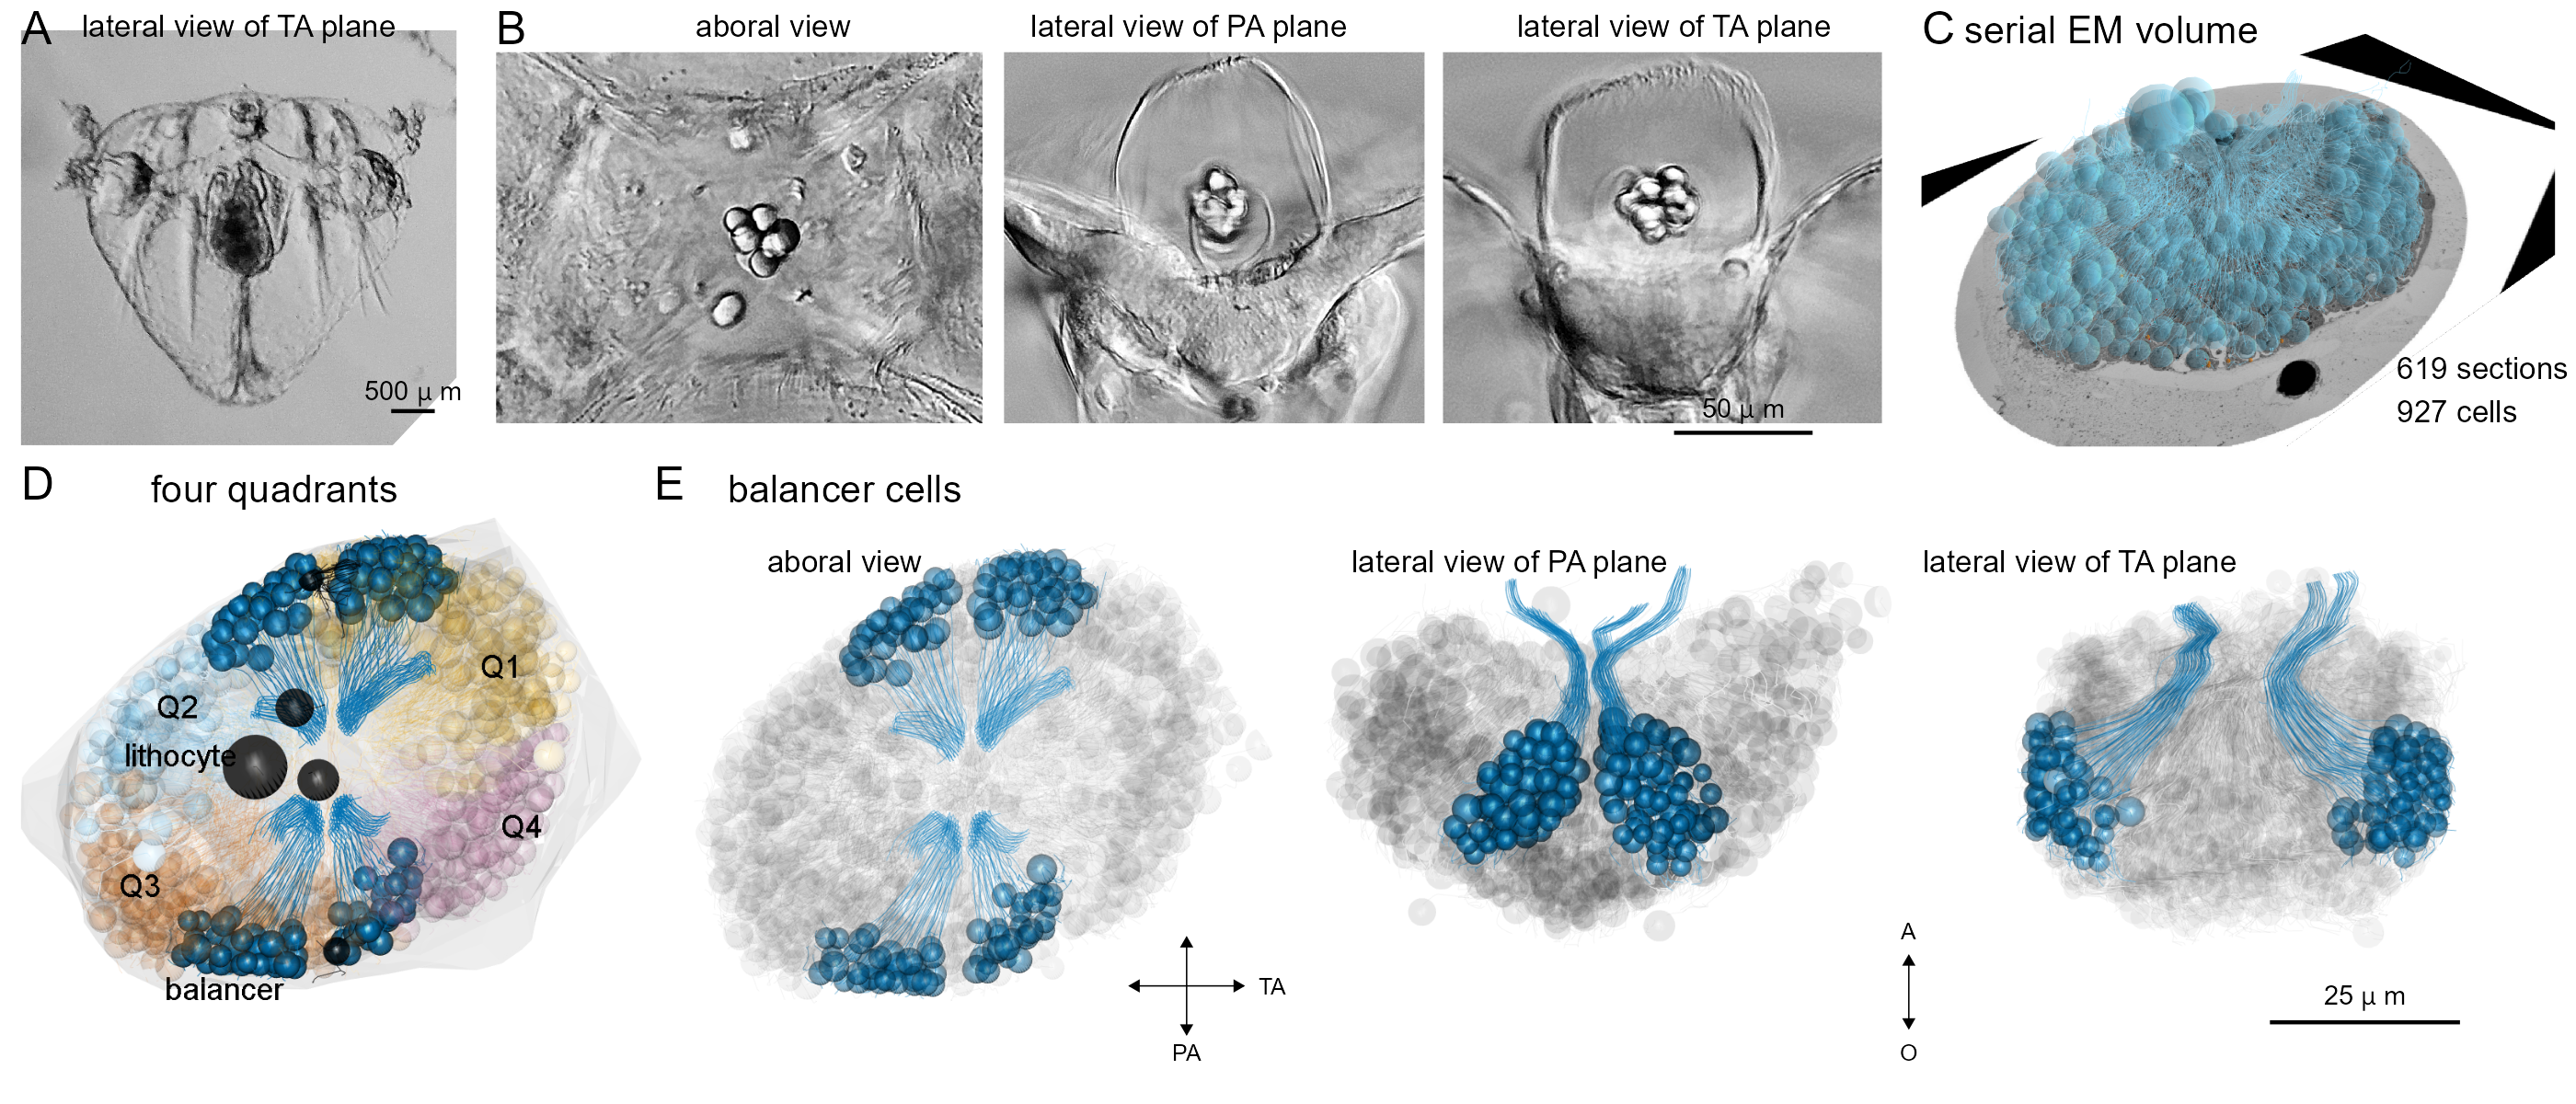 A lateral view of TA plane
500 μ m
B aboral view
lateral view of PA plane
lateral view of TA plane
50 μ m
C serial EM volume
619 sections
927 cells
D four quadrants
Q1
Q2
lithocyte
Q4
Q3
balancer
E balancer cells
aboral view
lateral view of PA plane
lateral view of TA plane
TA
PA
A
O
25 μ m